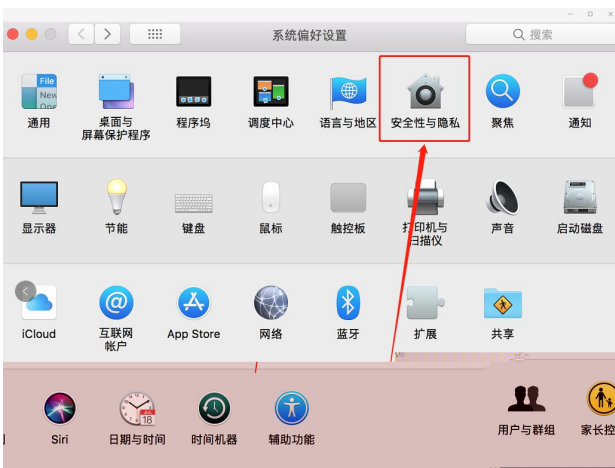 系统偏好设置
搜索
File
New
Ope
通用
桌面与
屏幕保护程序
程序坞
调度中心
语言与地区
安全性与隐私
聚焦
通知
显示器
节能
键盘
鼠标
触控板
打印机与
扫描仪
声音
启动磁盘
iCloud
@
互联网
帐户
App Store
网络
蓝牙
扩展
共享
Siri
JUL
18
日期与时间
时间机器
辅助功能
用户与群组
家长控